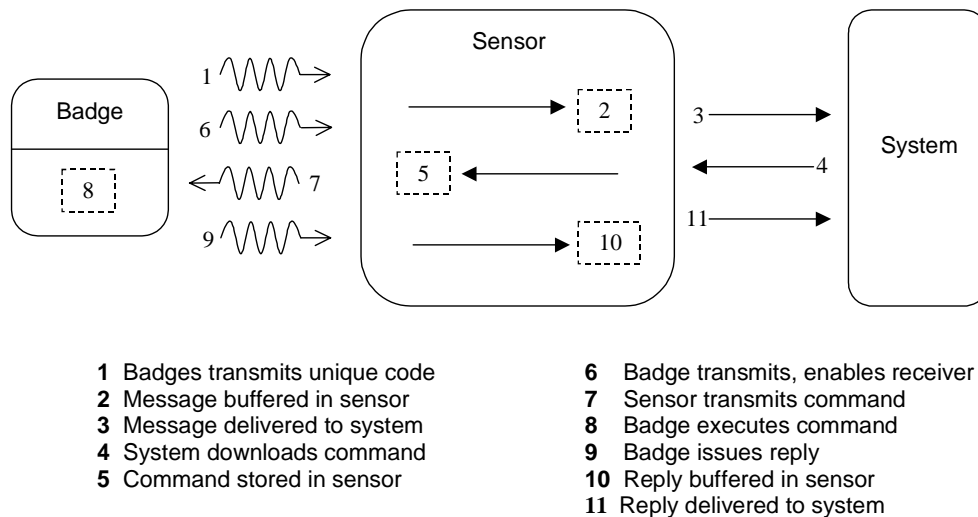 Sensor
1
Badge
6
2
3
System
8
7
5
4
9
10
11
1 Badges transmits unique code
2 Message buffered in sensor
3 Message delivered to system
4 System downloads command
5 Command stored in sensor
6 Badge transmits, enables receiver
7 Sensor transmits command
8 Badge executes command
9 Badge issues reply
10 Reply buffered in sensor
11 Reply delivered to system